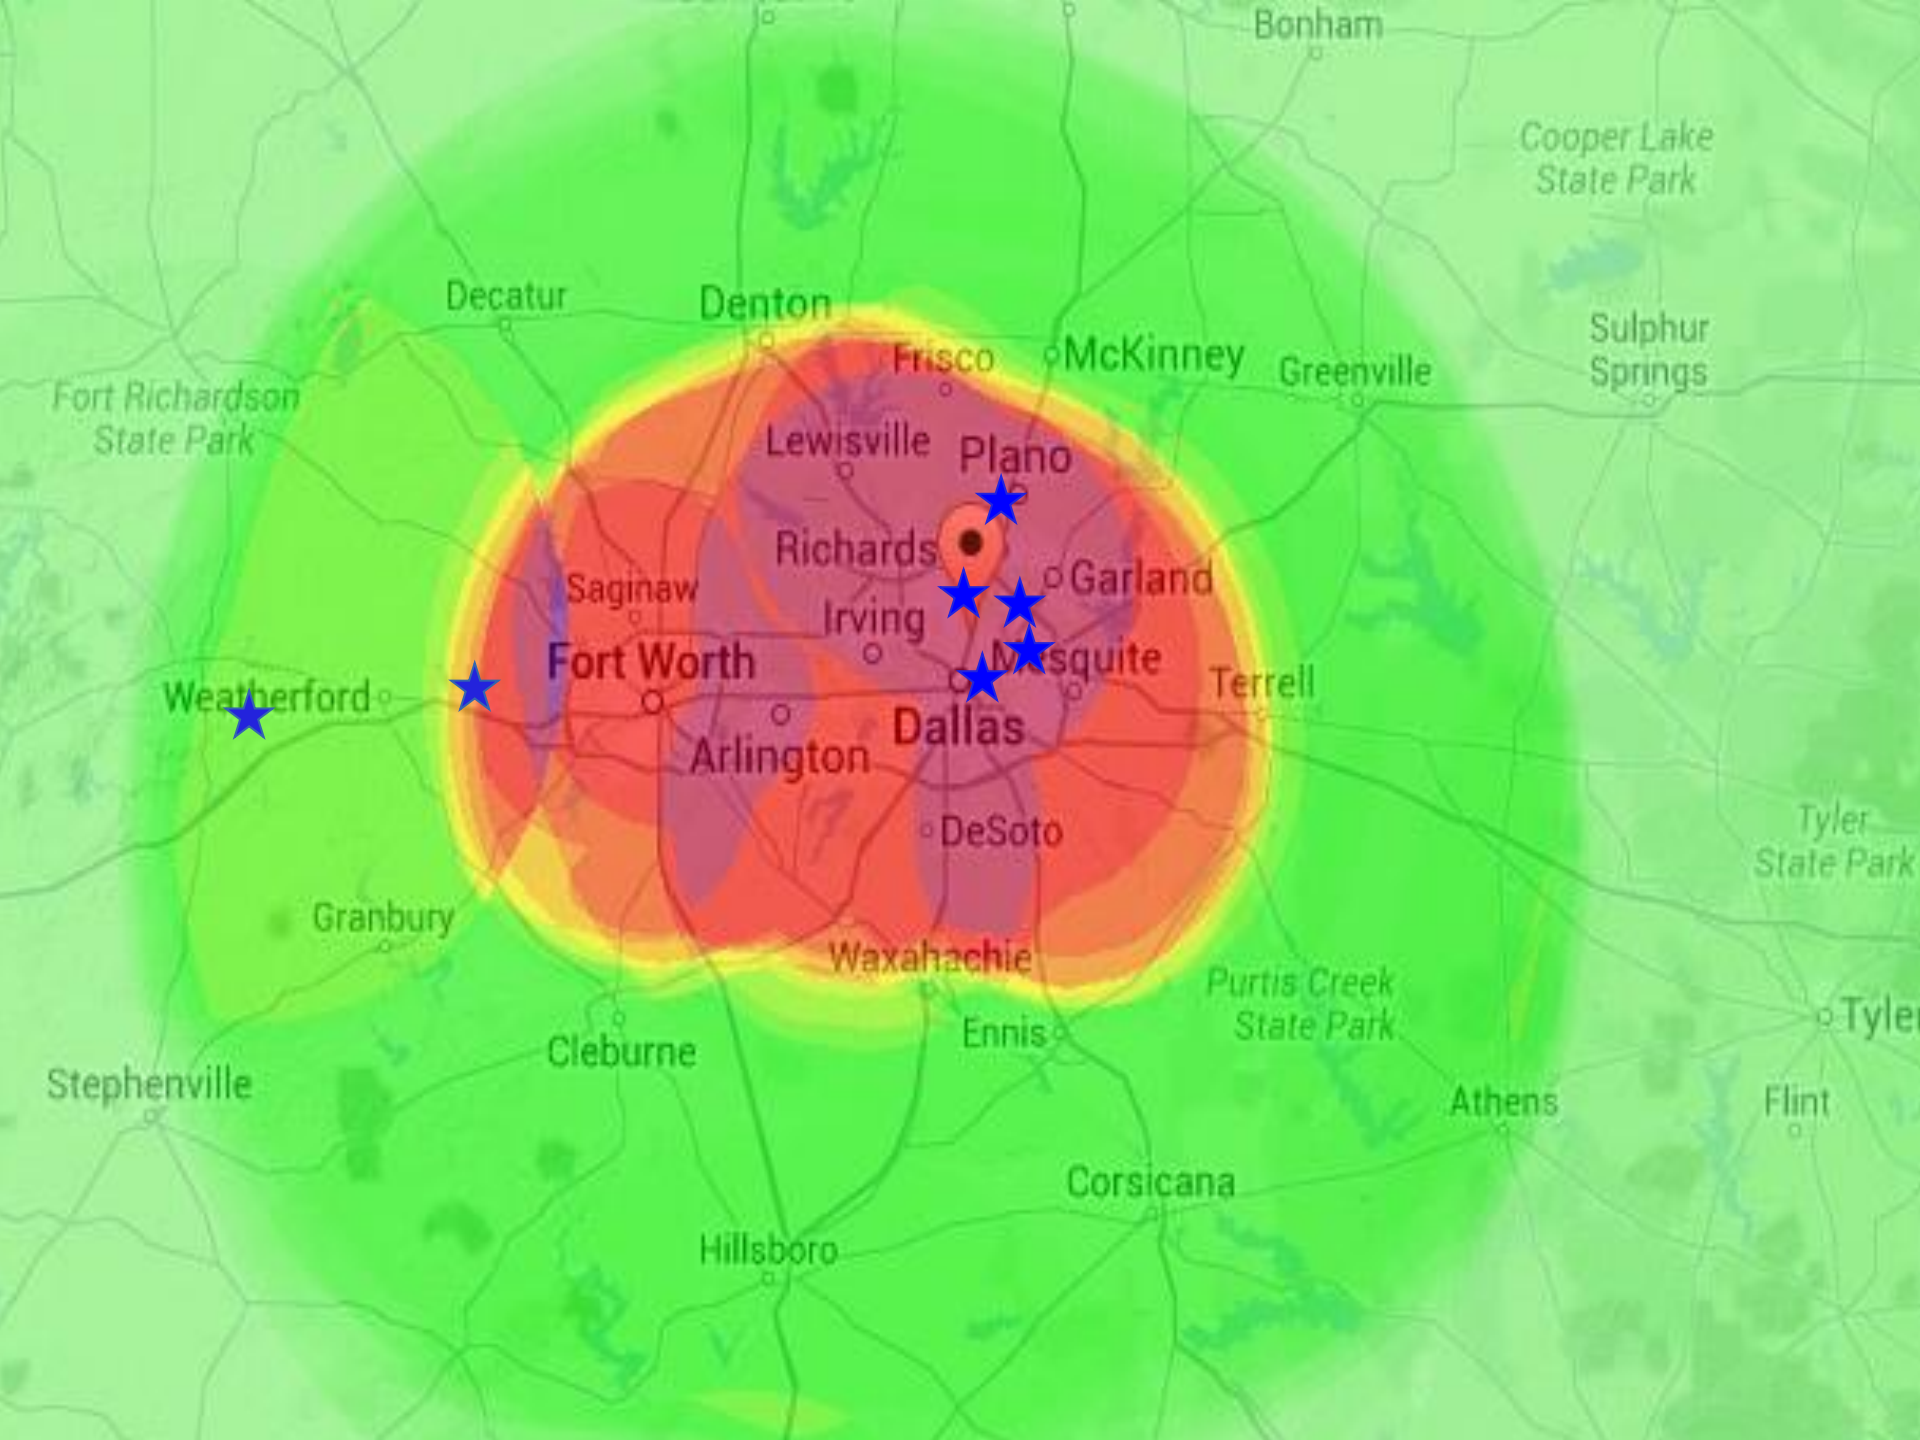 Bonham
Cooper Lake
State Park
Decatur
Denton
Sulphur
Springs
Frisco
McKinney
Greenville
Fort Richardson
State Park
Lewisville
Plano
Richards
Garland
Saginaw
Irving
Fort Worth
Mesquite
Weatherford
Terrell
Dallas
Arlington
DeSoto
Tyler
State Park
Granbury
Waxahachie
Purtis Creek
State Park
Ennis
Tyler
Cleburne
Stephenville
Athens
Flint
Corsicana
Hillsboro